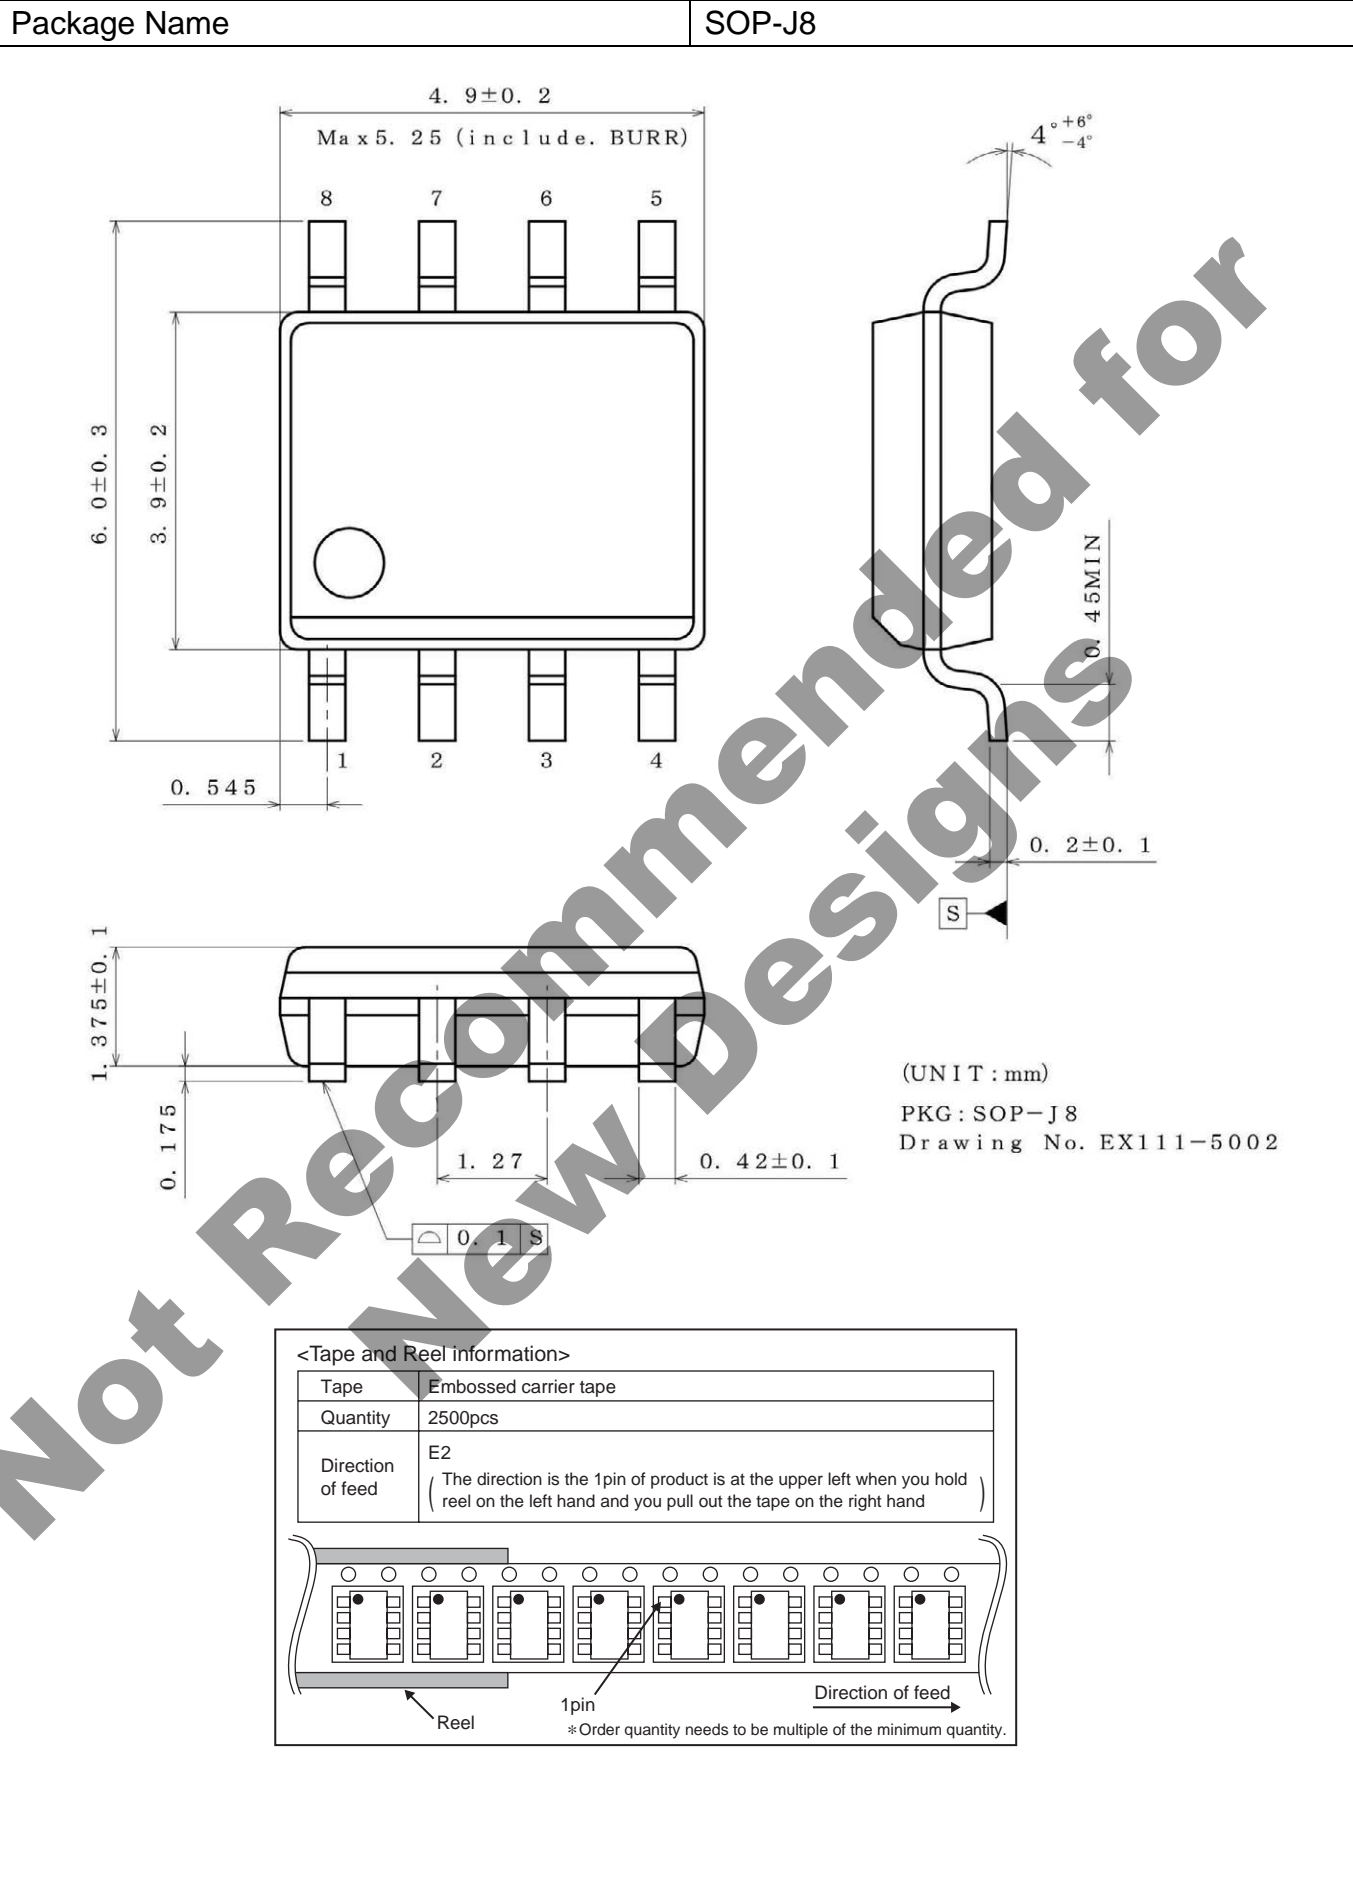 Package Name SOP-J8
4. 9±0. 2
Max5. 25 (include. BURR)
4°+6°
−4°
8 7 6 5
6. 0±0. 3
3. 9±0. 2
0. 45MIN
1 2 3 4
0. 545
0. 2±0. 1
S
1. 375±0. 1
0. 175
1. 27
0. 42±0. 1
0. 1 S
(UNIT:mm)
PKG:SOP−J8
Drawing No. EX111−5002
Not Recommended for
New Designs
<Tape and Reel information>
Tape Embossed carrier tape
Quantity 2500pcs
Direction
of feed
E2
The direction is the 1pin of product is at the upper left when you hold
reel on the left hand and you pull out the tape on the right hand
Reel
1pin
Direction of feed
*Order quantity needs to be multiple of the minimum quantity.